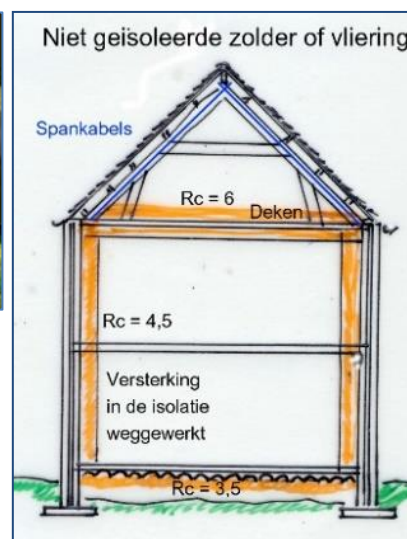 Niet geïsoleerde zolder of vliering
Spankabels
Rc = 6
Deken
Rc = 4,5
Versterking
in de isolatie
weggewerkt
Rc = 3,5